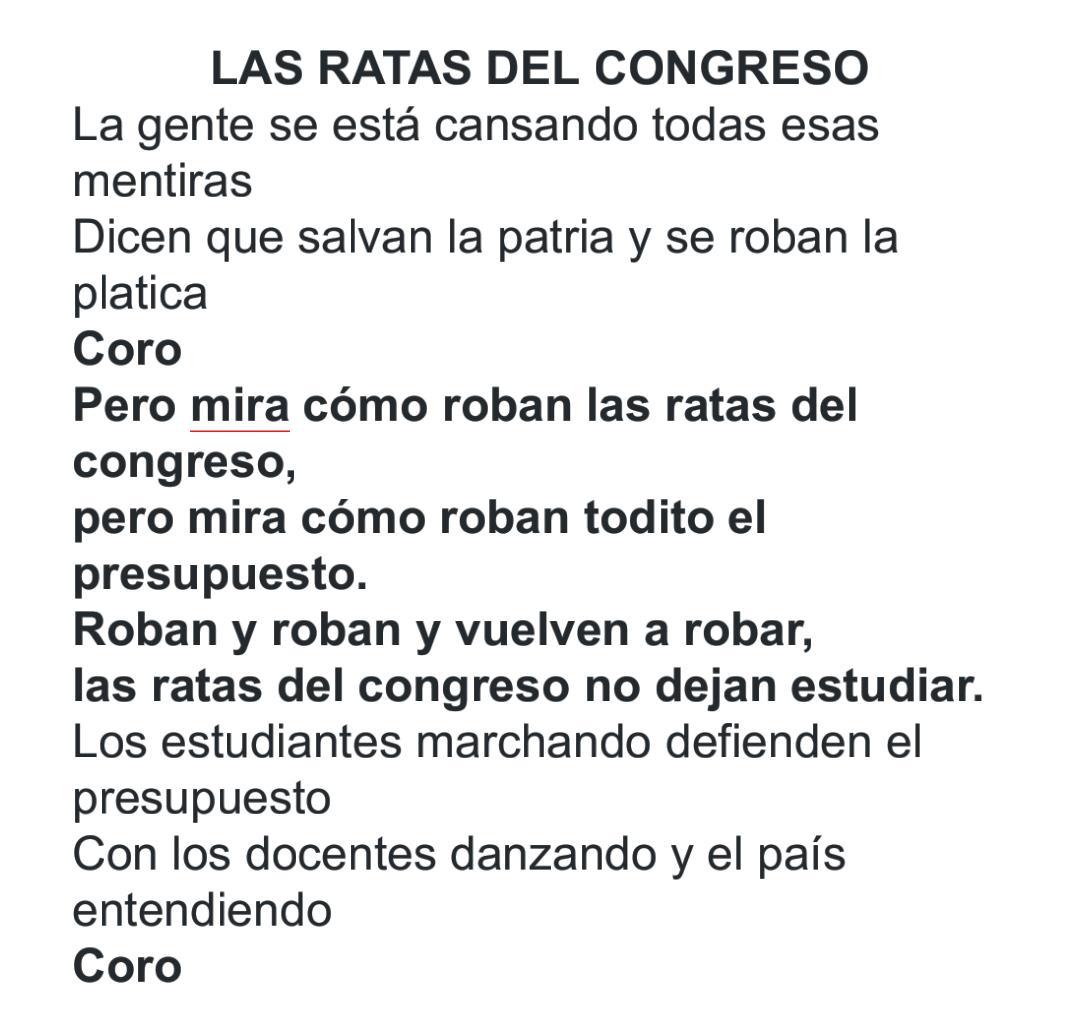 LAS RATAS DEL CONGRESO
La gente se está cansando todas esas
mentiras
Dicen que salvan la patria y se roban la
platica
Coro
Pero mira cómo roban las ratas del
congreso,
pero mira cómo roban todito el
presupuesto.
Roban y roban y vuelven a robar,
las ratas del congreso no dejan estudiar.
Los estudiantes marchando defienden el
presupuesto
Con los docentes danzando y el país
entendiendo
Coro